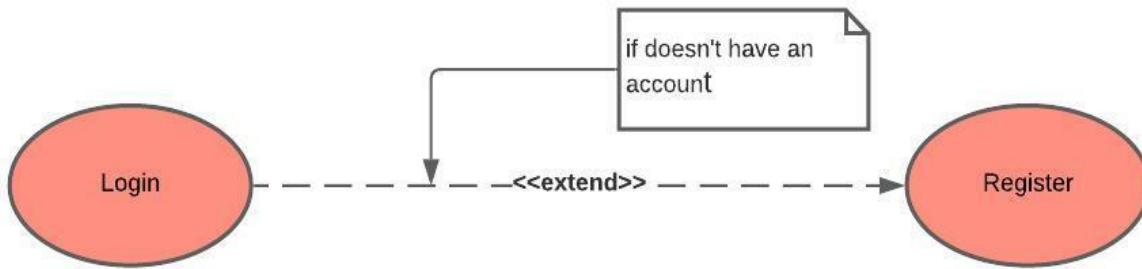 if doesn't have an
account
Login
<<extend>>
Register